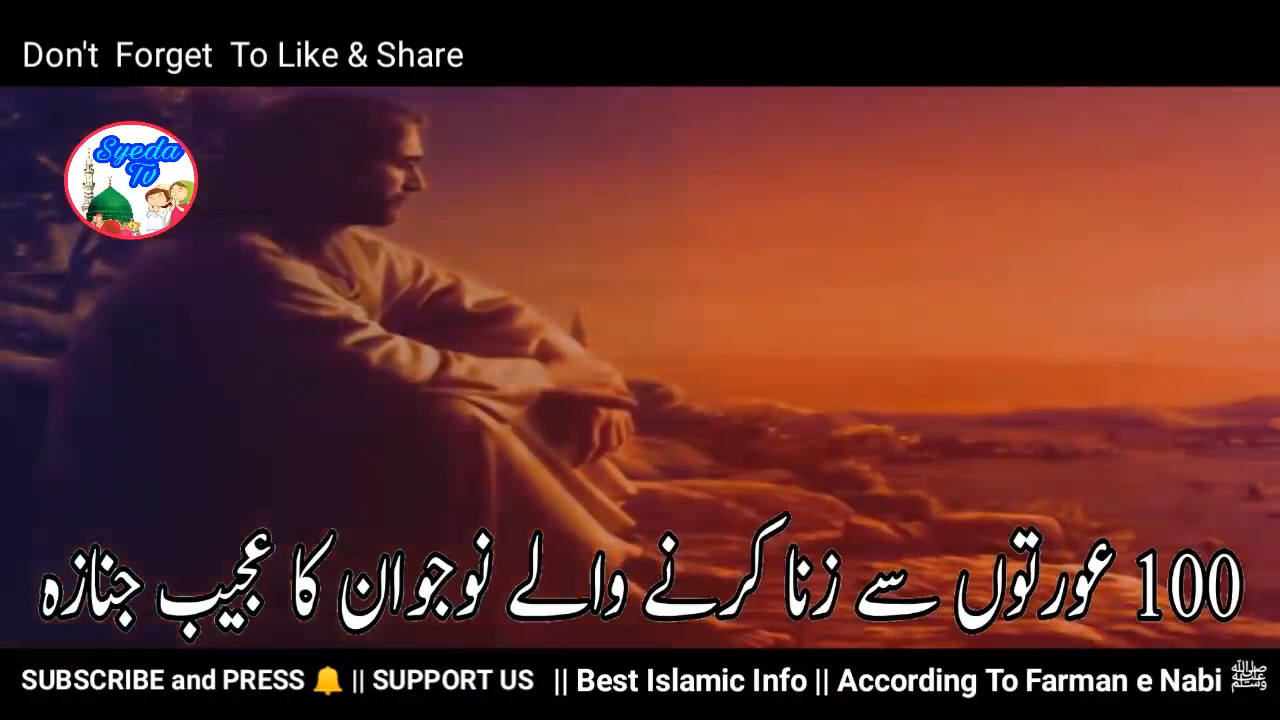 Don't Forget To Like & Share
Syeda
Tv
100 عورتوں سے زنا کرنے والے نوجوان کا عجیب جنازہ
SUBSCRIBE and PRESS 🔔 || SUPPORT US || Best Islamic Info || According To Farman e Nabi ﷺ